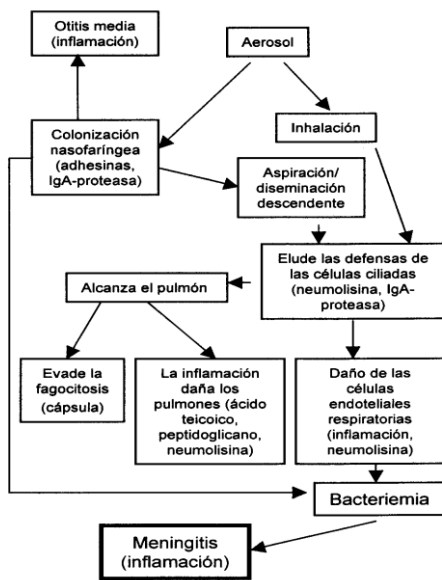 Otitis media
(inflamación)
Aerosol
Colonización
nasofaríngea
(adhesinas,
IgA-proteasa)
Inhalación
Aspiración/
diseminación
descendente
Elude las defensas de
las células ciliadas
(neumolisina, IgA-
proteasa)
Alcanza el pulmón
Evade la
fagocitosis
(cápsula)
La inflamación
daña los
pulmones (ácido
teicoico,
peptidoglicano,
neumolisina)
Daño de las
células
endoteliales
respiratorias
(inflamación,
neumolisina)
Bacteriemia
Meningitis
(inflamación)